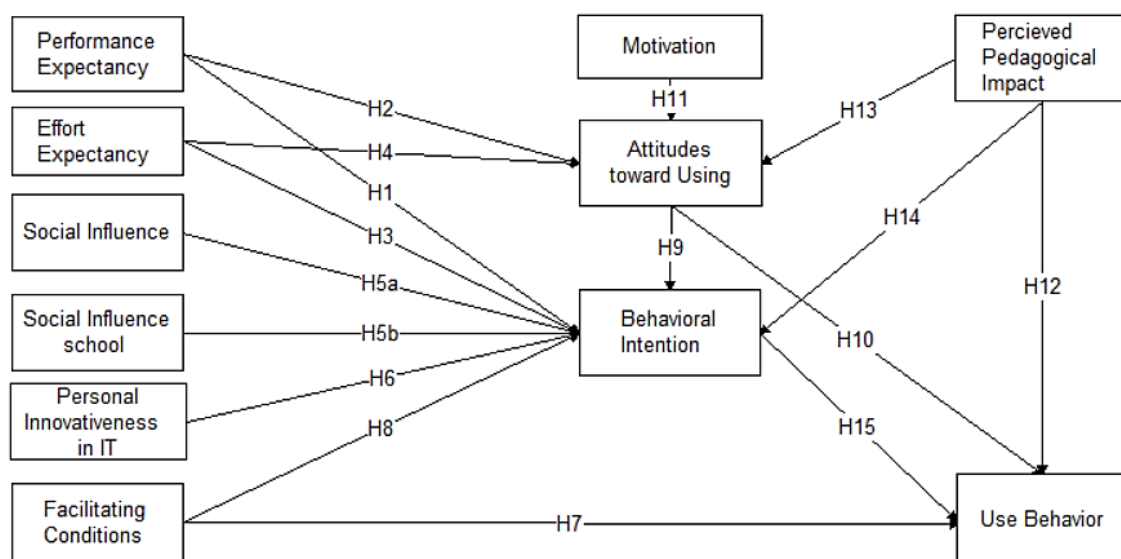 Performance
Expectancy
Motivation
Percieved
Pedagogical
Impact
H11
H2
H13
Effort
Expectancy
H4
Attitudes
toward Using
H1
H14
Social Influence
H3
H9
H5a
H12
Social Influence
school
H5b
Behavioral
Intention
H10
H6
Personal
Innovativeness
in IT
H8
H15
Facilitating
Conditions
H7
Use Behavior